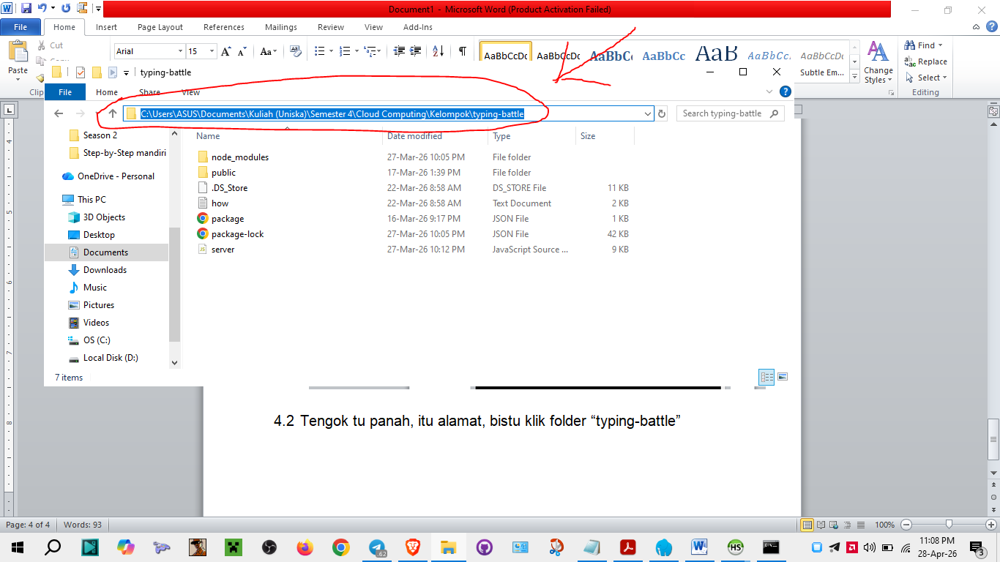 Document1 - Microsoft Word (Product Activation Failed)
File Home Insert Page Layout References Mailings Review View Add-Ins
Paste
Cut
Copy
Arial 15
Aa
AaBbCcDc AaBbCcDc AaBbCc AaBbCc AaB AaBbCc. AaBbCcDc
Subtle Em...
Change Styles
Find
Replace
Select
Editing
typing-battle
File Home Share View
C:\Users\ASUS\Documents\Kuliah (Uniska)\Semester 4\Cloud Computing\Kelompok\typing-battle
Search typing-battle
Season 2
Step-by-Step mandiri
OneDrive - Personal
This PC
3D Objects
Desktop
Documents
Downloads
Music
Pictures
Videos
OS (C:)
Local Disk (D:)
Name Date modified Type Size
node_modules 27-Mar-26 10:05 PM File folder
public 17-Mar-26 1:39 PM File folder
.DS_Store 22-Mar-26 8:58 AM DS_STORE File 11 KB
how 22-Mar-26 8:58 AM Text Document 2 KB
package 16-Mar-26 9:17 PM JSON File 1 KB
package-lock 27-Mar-26 10:05 PM JSON File 42 KB
server 27-Mar-26 10:12 PM JavaScript Source ... 9 KB
7 items
4.2 Tengok tu panah, itu alamat, bistu klik folder “typing-battle”
Page: 4 of 4 Words: 93
100%
11:08 PM
28-Apr-26
3